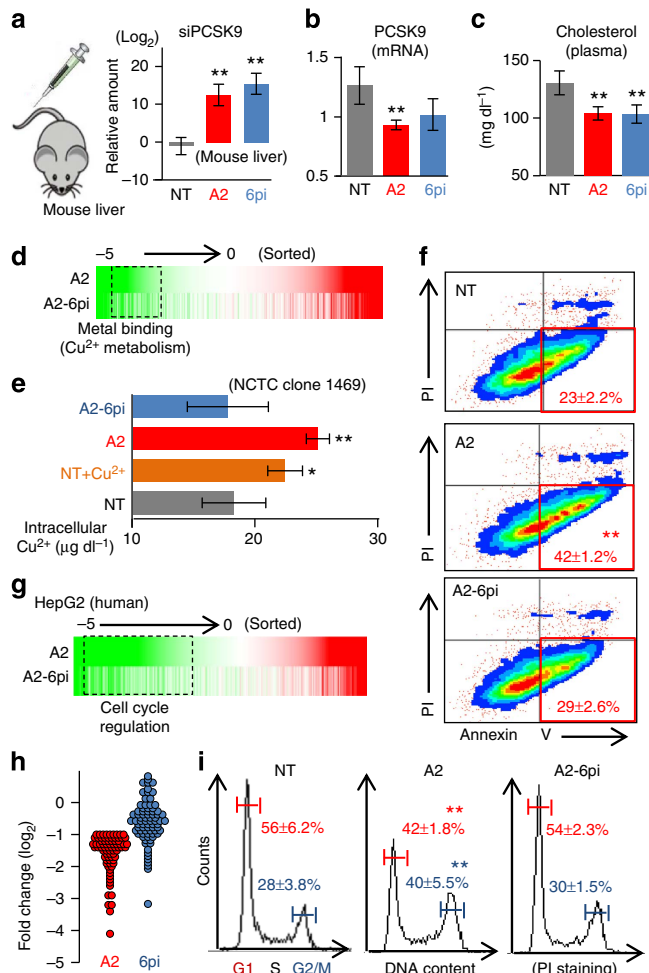 a
(Log2)
siPCSK9
Relative amount
20
10
0
−10
**
**
(Mouse liver)
NT
A2
6pi
Mouse liver
b
PCSK9
(mRNA)
1.5
1
0.5
**
NT
A2
6pi
c
Cholesterol
(plasma)
(mg dl−1)
150
100
50
**
**
NT
A2
6pi
d
−5
0
(Sorted)
A2
A2-6pi
Metal binding
(Cu2+ metabolism)
e
(NCTC clone 1469)
A2-6pi
A2
**
NT+Cu2+
*
NT
Intracellular
Cu2+ (μg dl−1)
10
20
30
f
NT
PI
23±2.2%
A2
PI
**
42±1.2%
A2-6pi
PI
29±2.6%
Annexin V
g
HepG2 (human)
−5
0
(Sorted)
A2
A2-6pi
Cell cycle
regulation
h
Fold change (log2)
0
−1
−2
−3
−4
−5
A2
6pi
i
NT
Counts
56±6.2%
28±3.8%
G1
S
G2/M
A2
**
42±1.8%
**
40±5.5%
DNA content
A2-6pi
54±2.3%
30±1.5%
(PI staining)